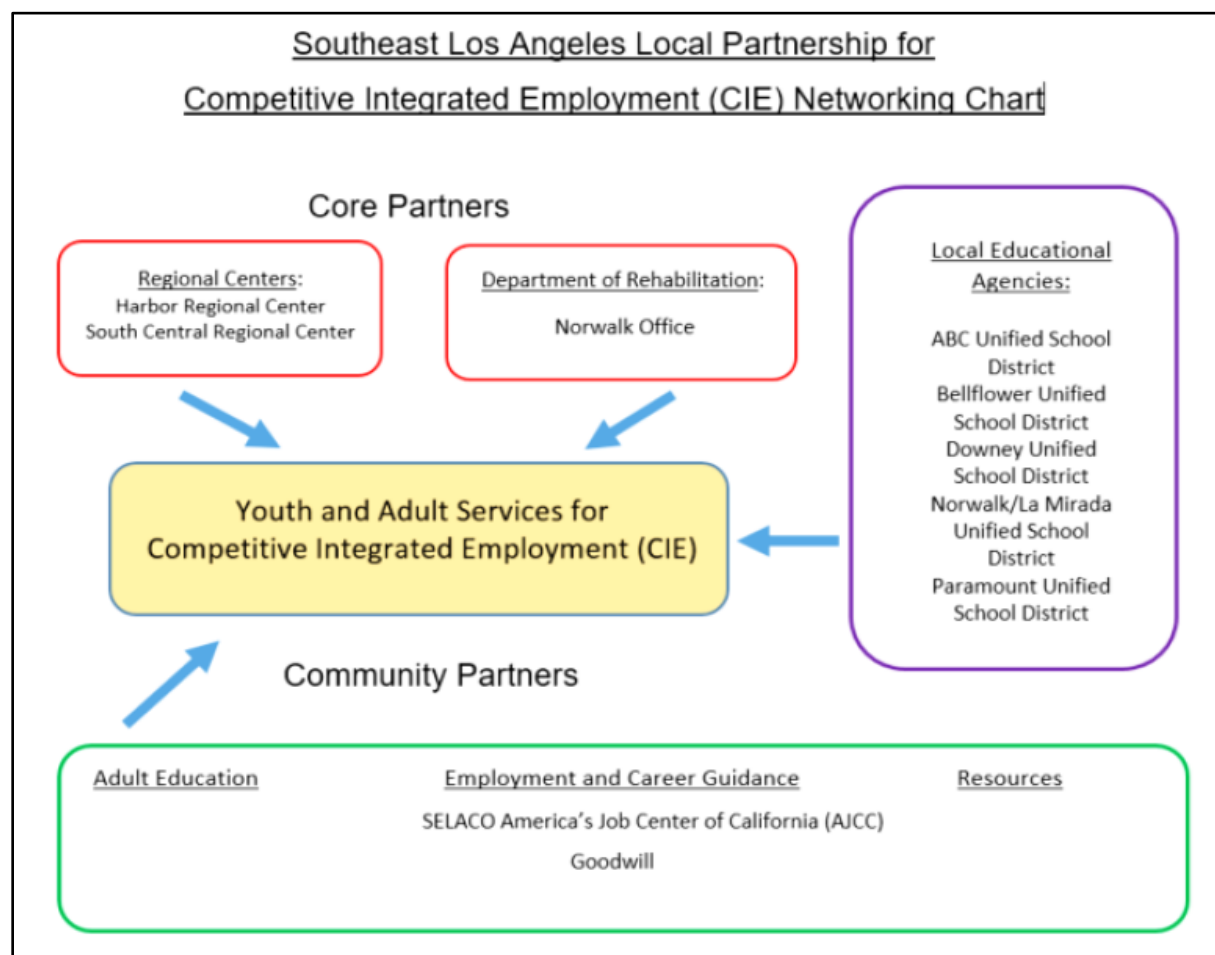 Southeast Los Angeles Local Partnership for
Competitive Integrated Employment (CIE) Networking Chart
Core Partners
Regional Centers:
Harbor Regional Center
South Central Regional Center
Department of Rehabilitation:
Norwalk Office
Local Educational
Agencies:
ABC Unified School
District
Bellflower Unified
School District
Downey Unified
School District
Norwalk/La Mirada
Unified School
District
Paramount Unified
School District
Youth and Adult Services for
Competitive Integrated Employment (CIE)
Community Partners
Adult Education
Employment and Career Guidance
SELACO America's Job Center of California (AJCC)
Goodwill
Resources